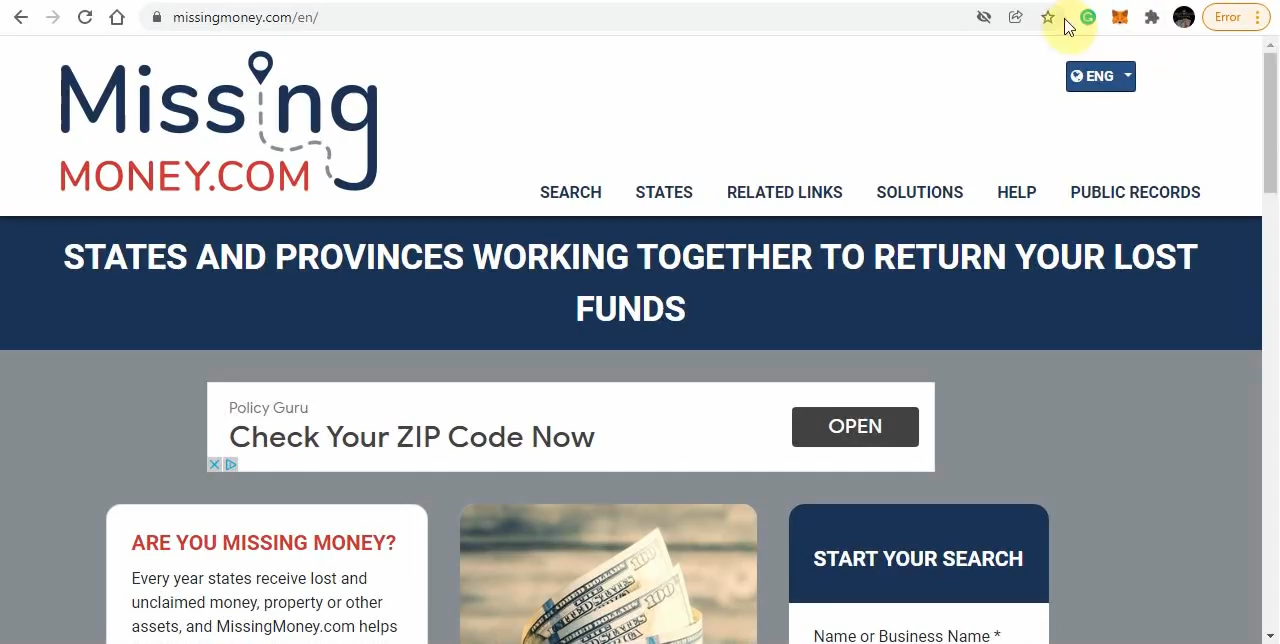 missingmoney.com/en/
Error
Missing
MONEY.COM
ENG
SEARCH STATES RELATED LINKS SOLUTIONS HELP PUBLIC RECORDS
STATES AND PROVINCES WORKING TOGETHER TO RETURN YOUR LOST
FUNDS
Policy Guru
Check Your ZIP Code Now
OPEN
ARE YOU MISSING MONEY?
Every year states receive lost and
unclaimed money, property or other
assets, and MissingMoney.com helps
100
100
START YOUR SEARCH
Name or Business Name *